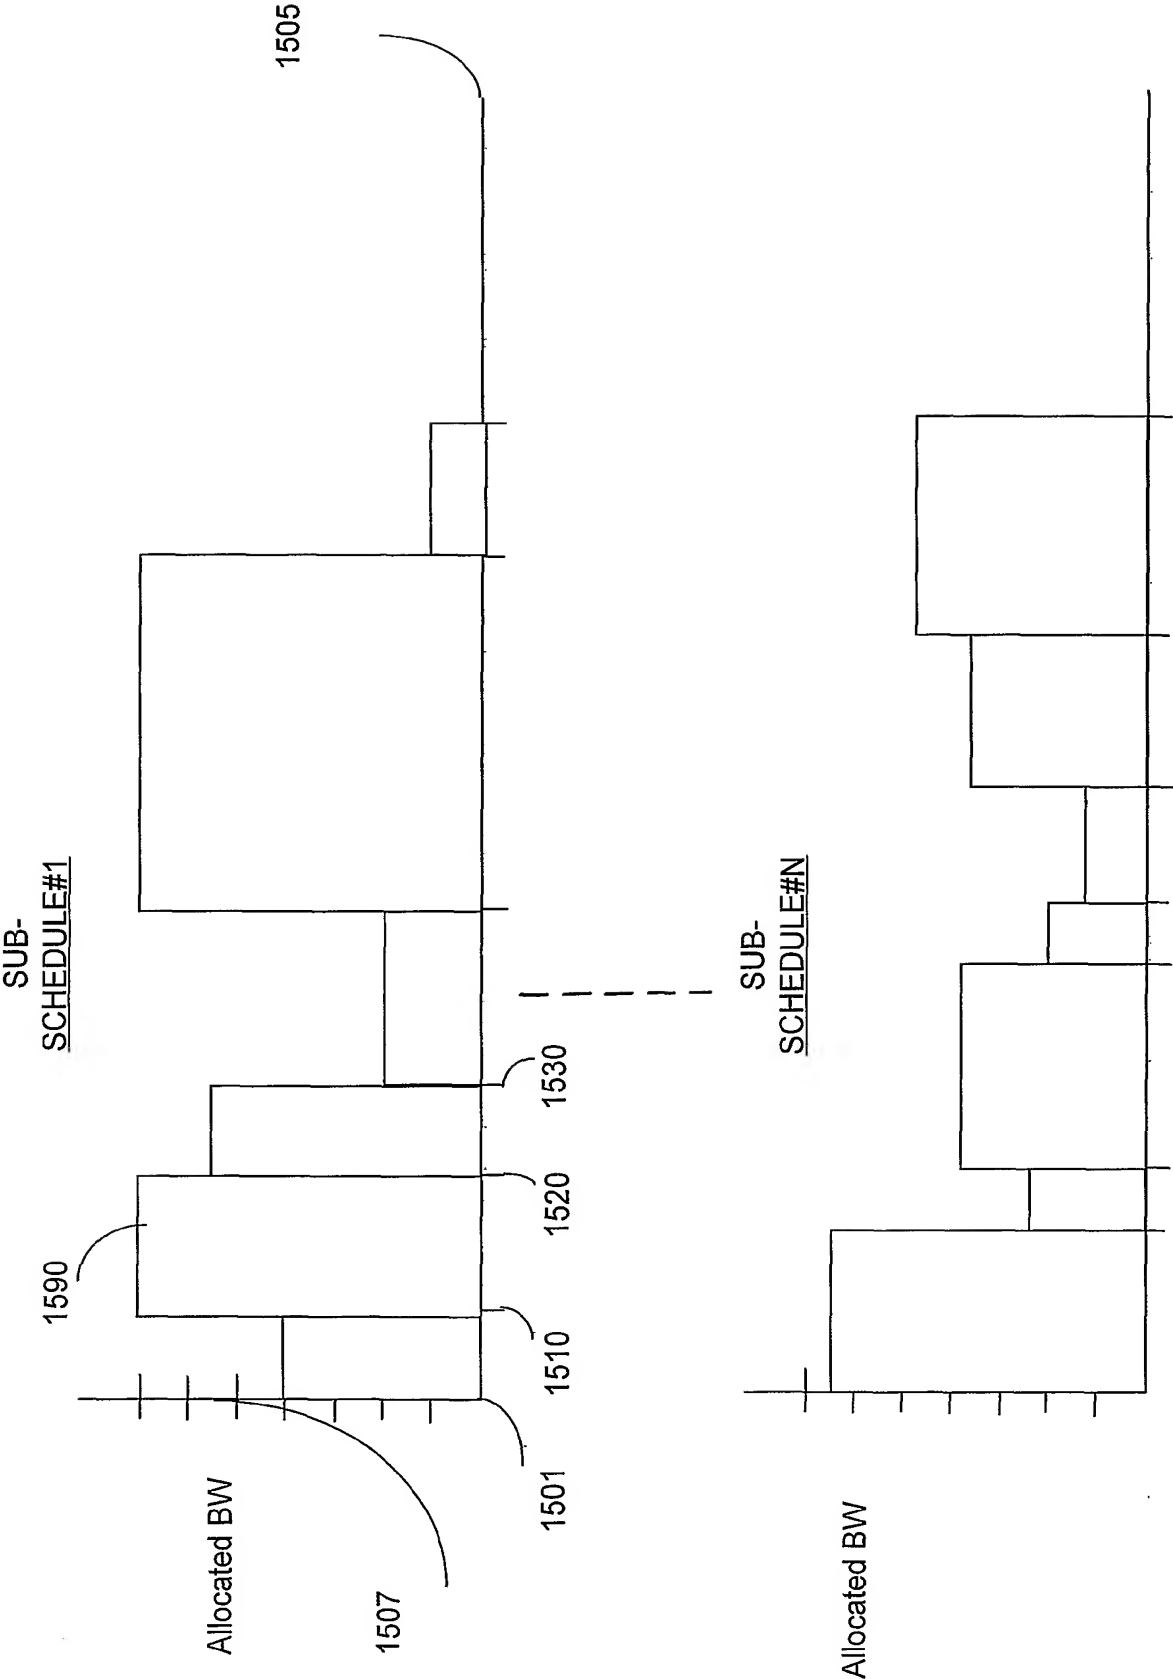 SUB-
SCHEDULE#1
1505
1590
Allocated BW
1507
1501
1510
1520
1530
SUB-
SCHEDULE#N
Allocated BW